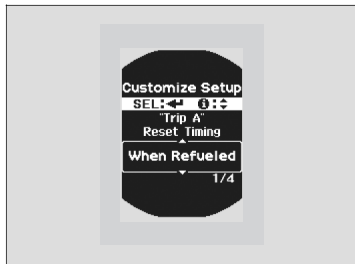 Customize Setup
SEL:↵ ℹ:⬍
"Trip A"
Reset Timing
When Refueled
1/4